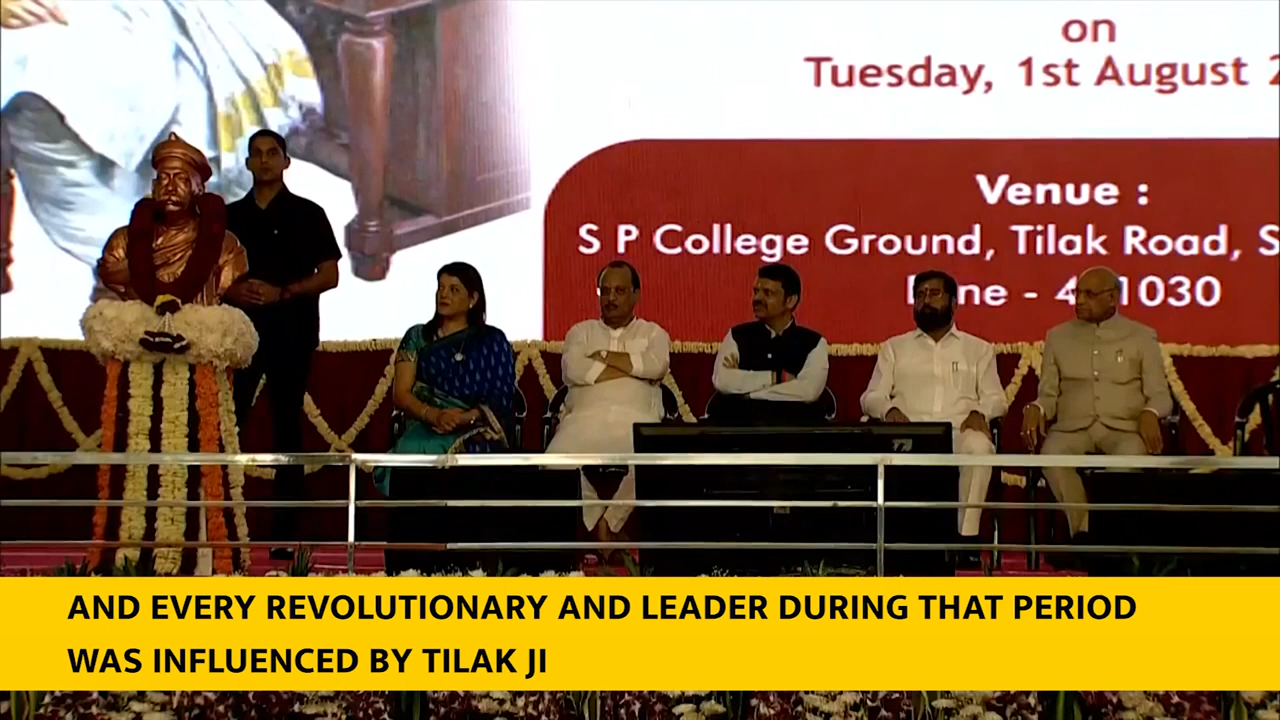 on
Tuesday, 1st August
Venue :
S P College Ground, Tilak Road,
1030
AND EVERY REVOLUTIONARY AND LEADER DURING THAT PERIOD
WAS INFLUENCED BY TILAK JI